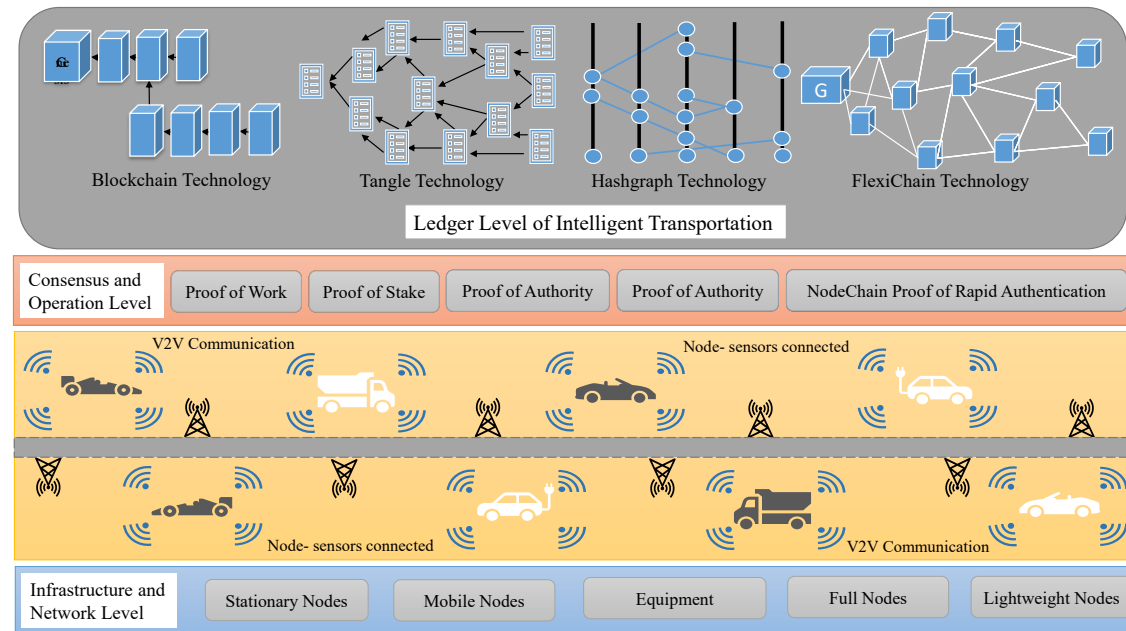 G
Blockchain Technology
Tangle Technology
Hashgraph Technology
FlexiChain Technology
Ledger Level of Intelligent Transportation
Consensus and
Operation Level
Proof of Work
Proof of Stake
Proof of Authority
Proof of Authority
NodeChain Proof of Rapid Authentication
V2V Communication
Node- sensors connected
Node- sensors connected
V2V Communication
Infrastructure and
Network Level
Stationary Nodes
Mobile Nodes
Equipment
Full Nodes
Lightweight Nodes